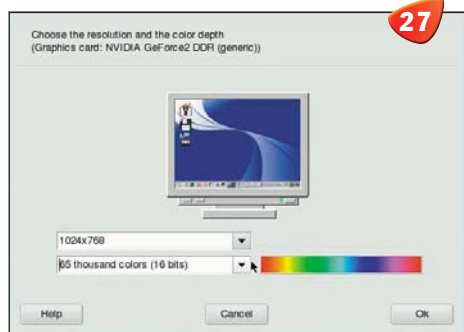 27
Choose the resolution and the color depth
(Graphics card: NVIDIA GeForce2 DDR (generic))
1024x768
65 thousand colors (16 bits)
Help
Cancel
Ok